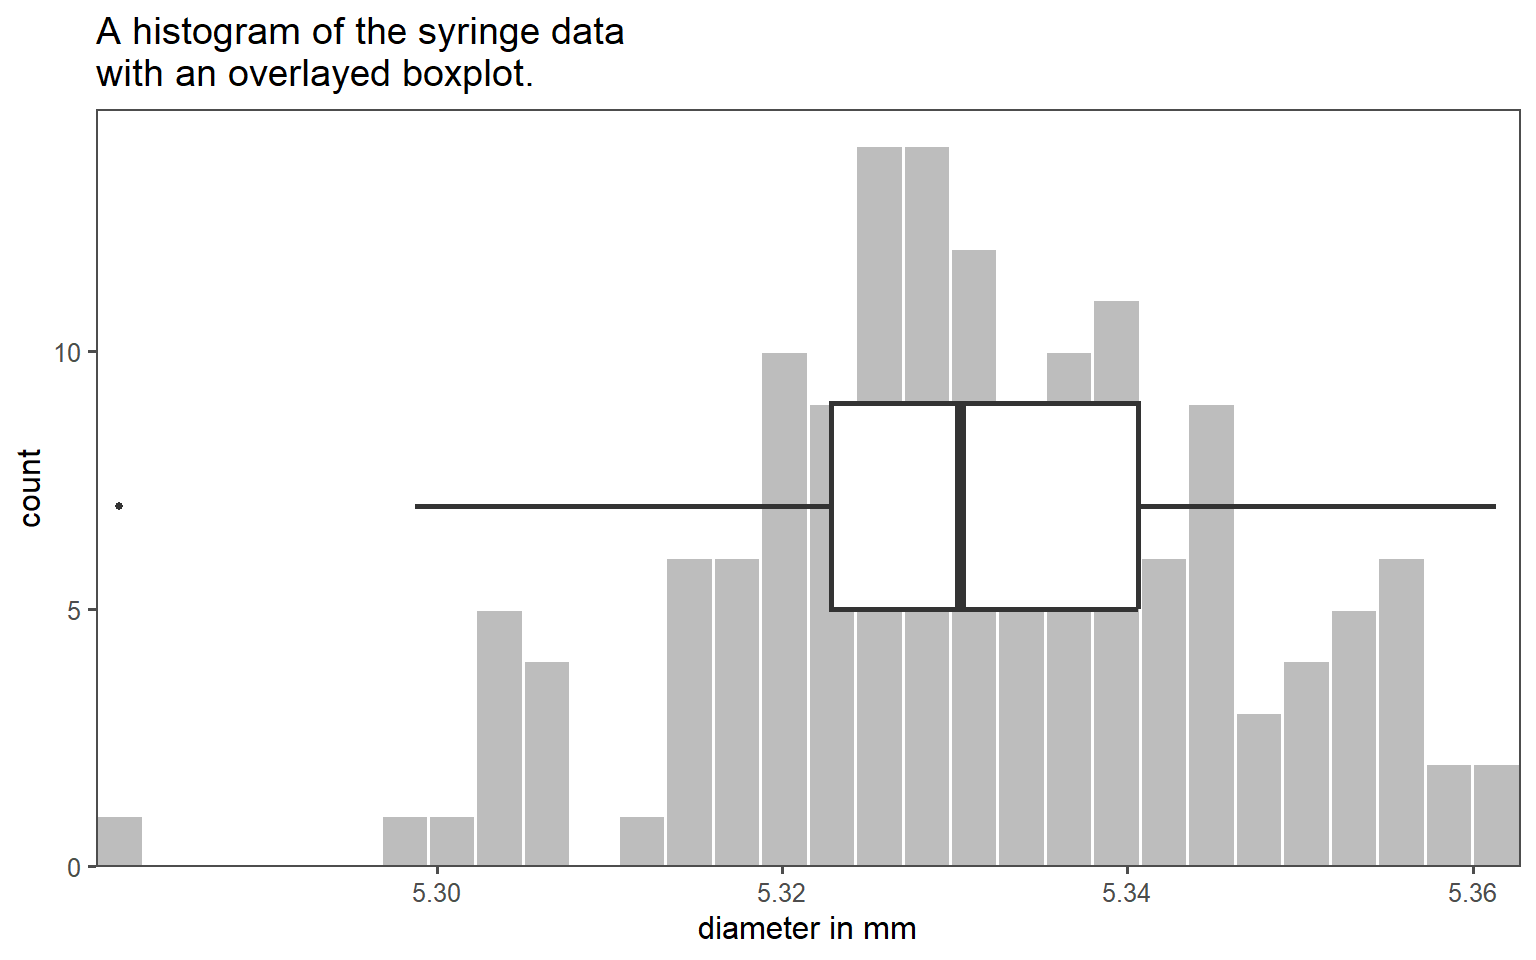 A histogram of the syringe data
with an overlayed boxplot.
count
10
5
0
5.30 5.32 5.34 5.36
diameter in mm